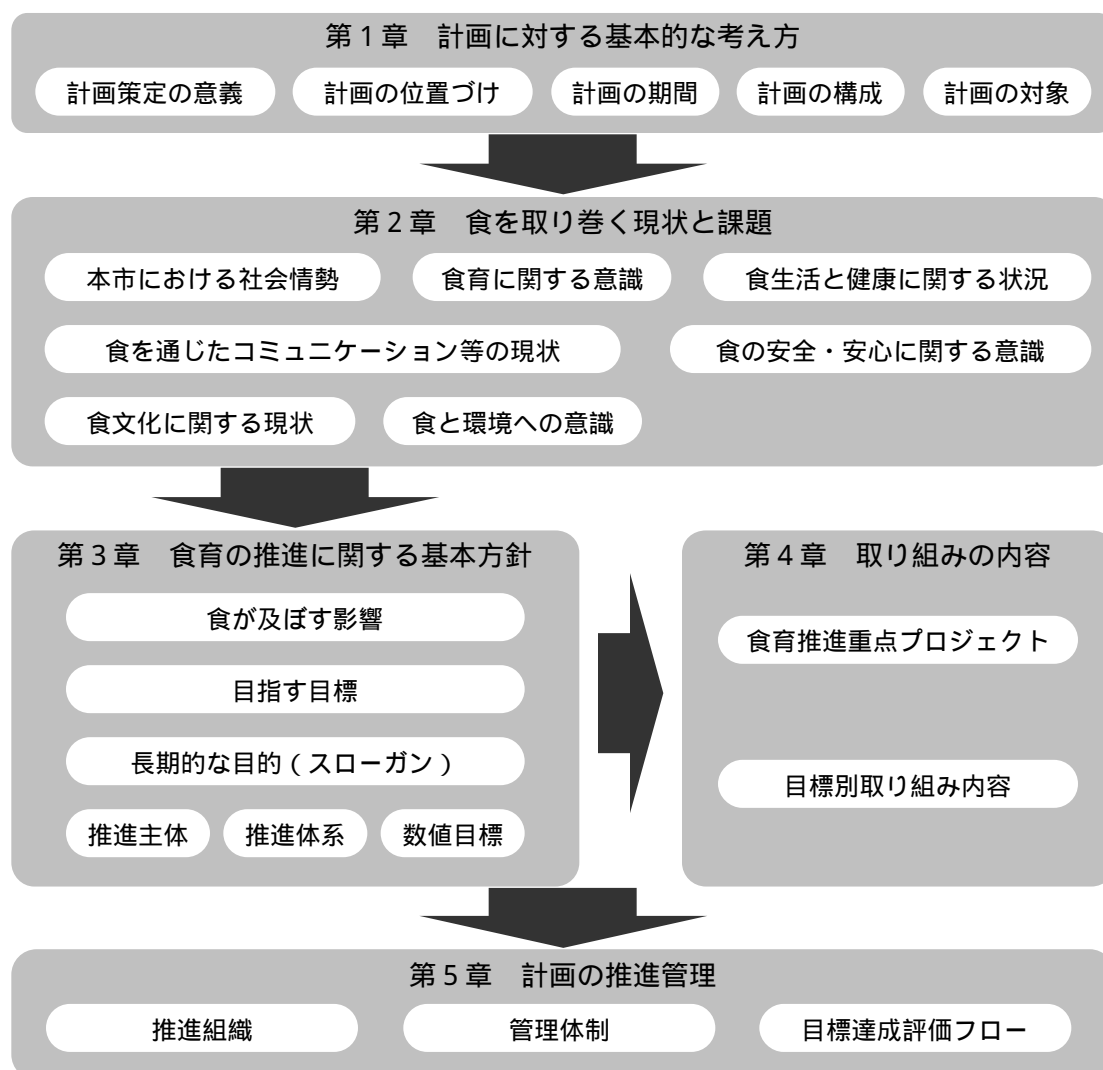 第1章　計画に対する基本的な考え方
計画策定の意義　計画の位置づけ　計画の期間　計画の構成　計画の対象
第2章　食を取り巻く現状と課題
本市における社会情勢　食育に関する意識　食生活と健康に関する状況
食を通じたコミュニケーション等の現状　食の安全・安心に関する意識
食文化に関する現状　食と環境への意識
第3章　食育の推進に関する基本方針
食が及ぼす影響
目指す目標
長期的な目的(スローガン)
推進主体　推進体系　数値目標
第4章　取り組みの内容
食育推進重点プロジェクト
目標別取り組み内容
第5章　計画の推進管理
推進組織　管理体制　目標達成評価フロー